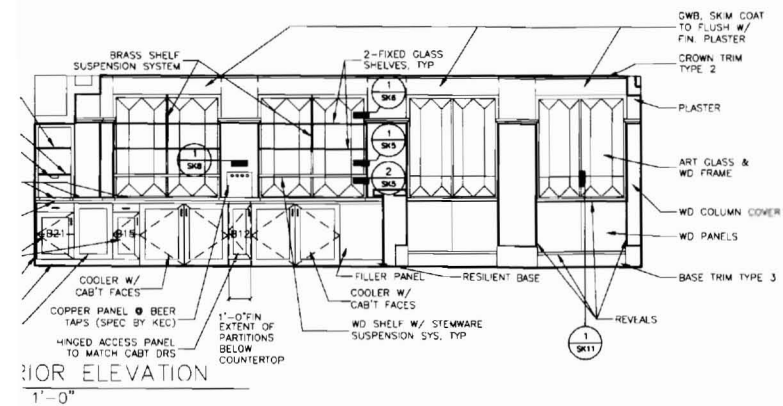 GWB, SKIM COAT
TO FLUSH W/
FIN. PLASTER
BRASS SHELF
SUSPENSION SYSTEM
2-FIXED GLASS
SHELVES, TYP
CROWN TRIM
TYPE 2
1
SK6
PLASTER
1
SK5
1
SK8
2
SK5
ART GLASS &
WD FRAME
WD COLUMN COVER
B21
B15
B12
WD PANELS
COOLER W/
CAB'T FACES
FILLER PANEL
RESILIENT BASE
BASE TRIM TYPE 3
COOLER W/
CAB'T FACES
COPPER PANEL @ BEER
TAPS (SPEC BY KEC)
1'-0"FIN
EXTENT OF
PARTITIONS
BELOW
COUNTERTOP
WD SHELF W/ STEMWARE
SUSPENSION SYS, TYP
REVEALS
HINGED ACCESS PANEL
TO MATCH CABT DRS
1
SK11
RIOR ELEVATION
1'-0"